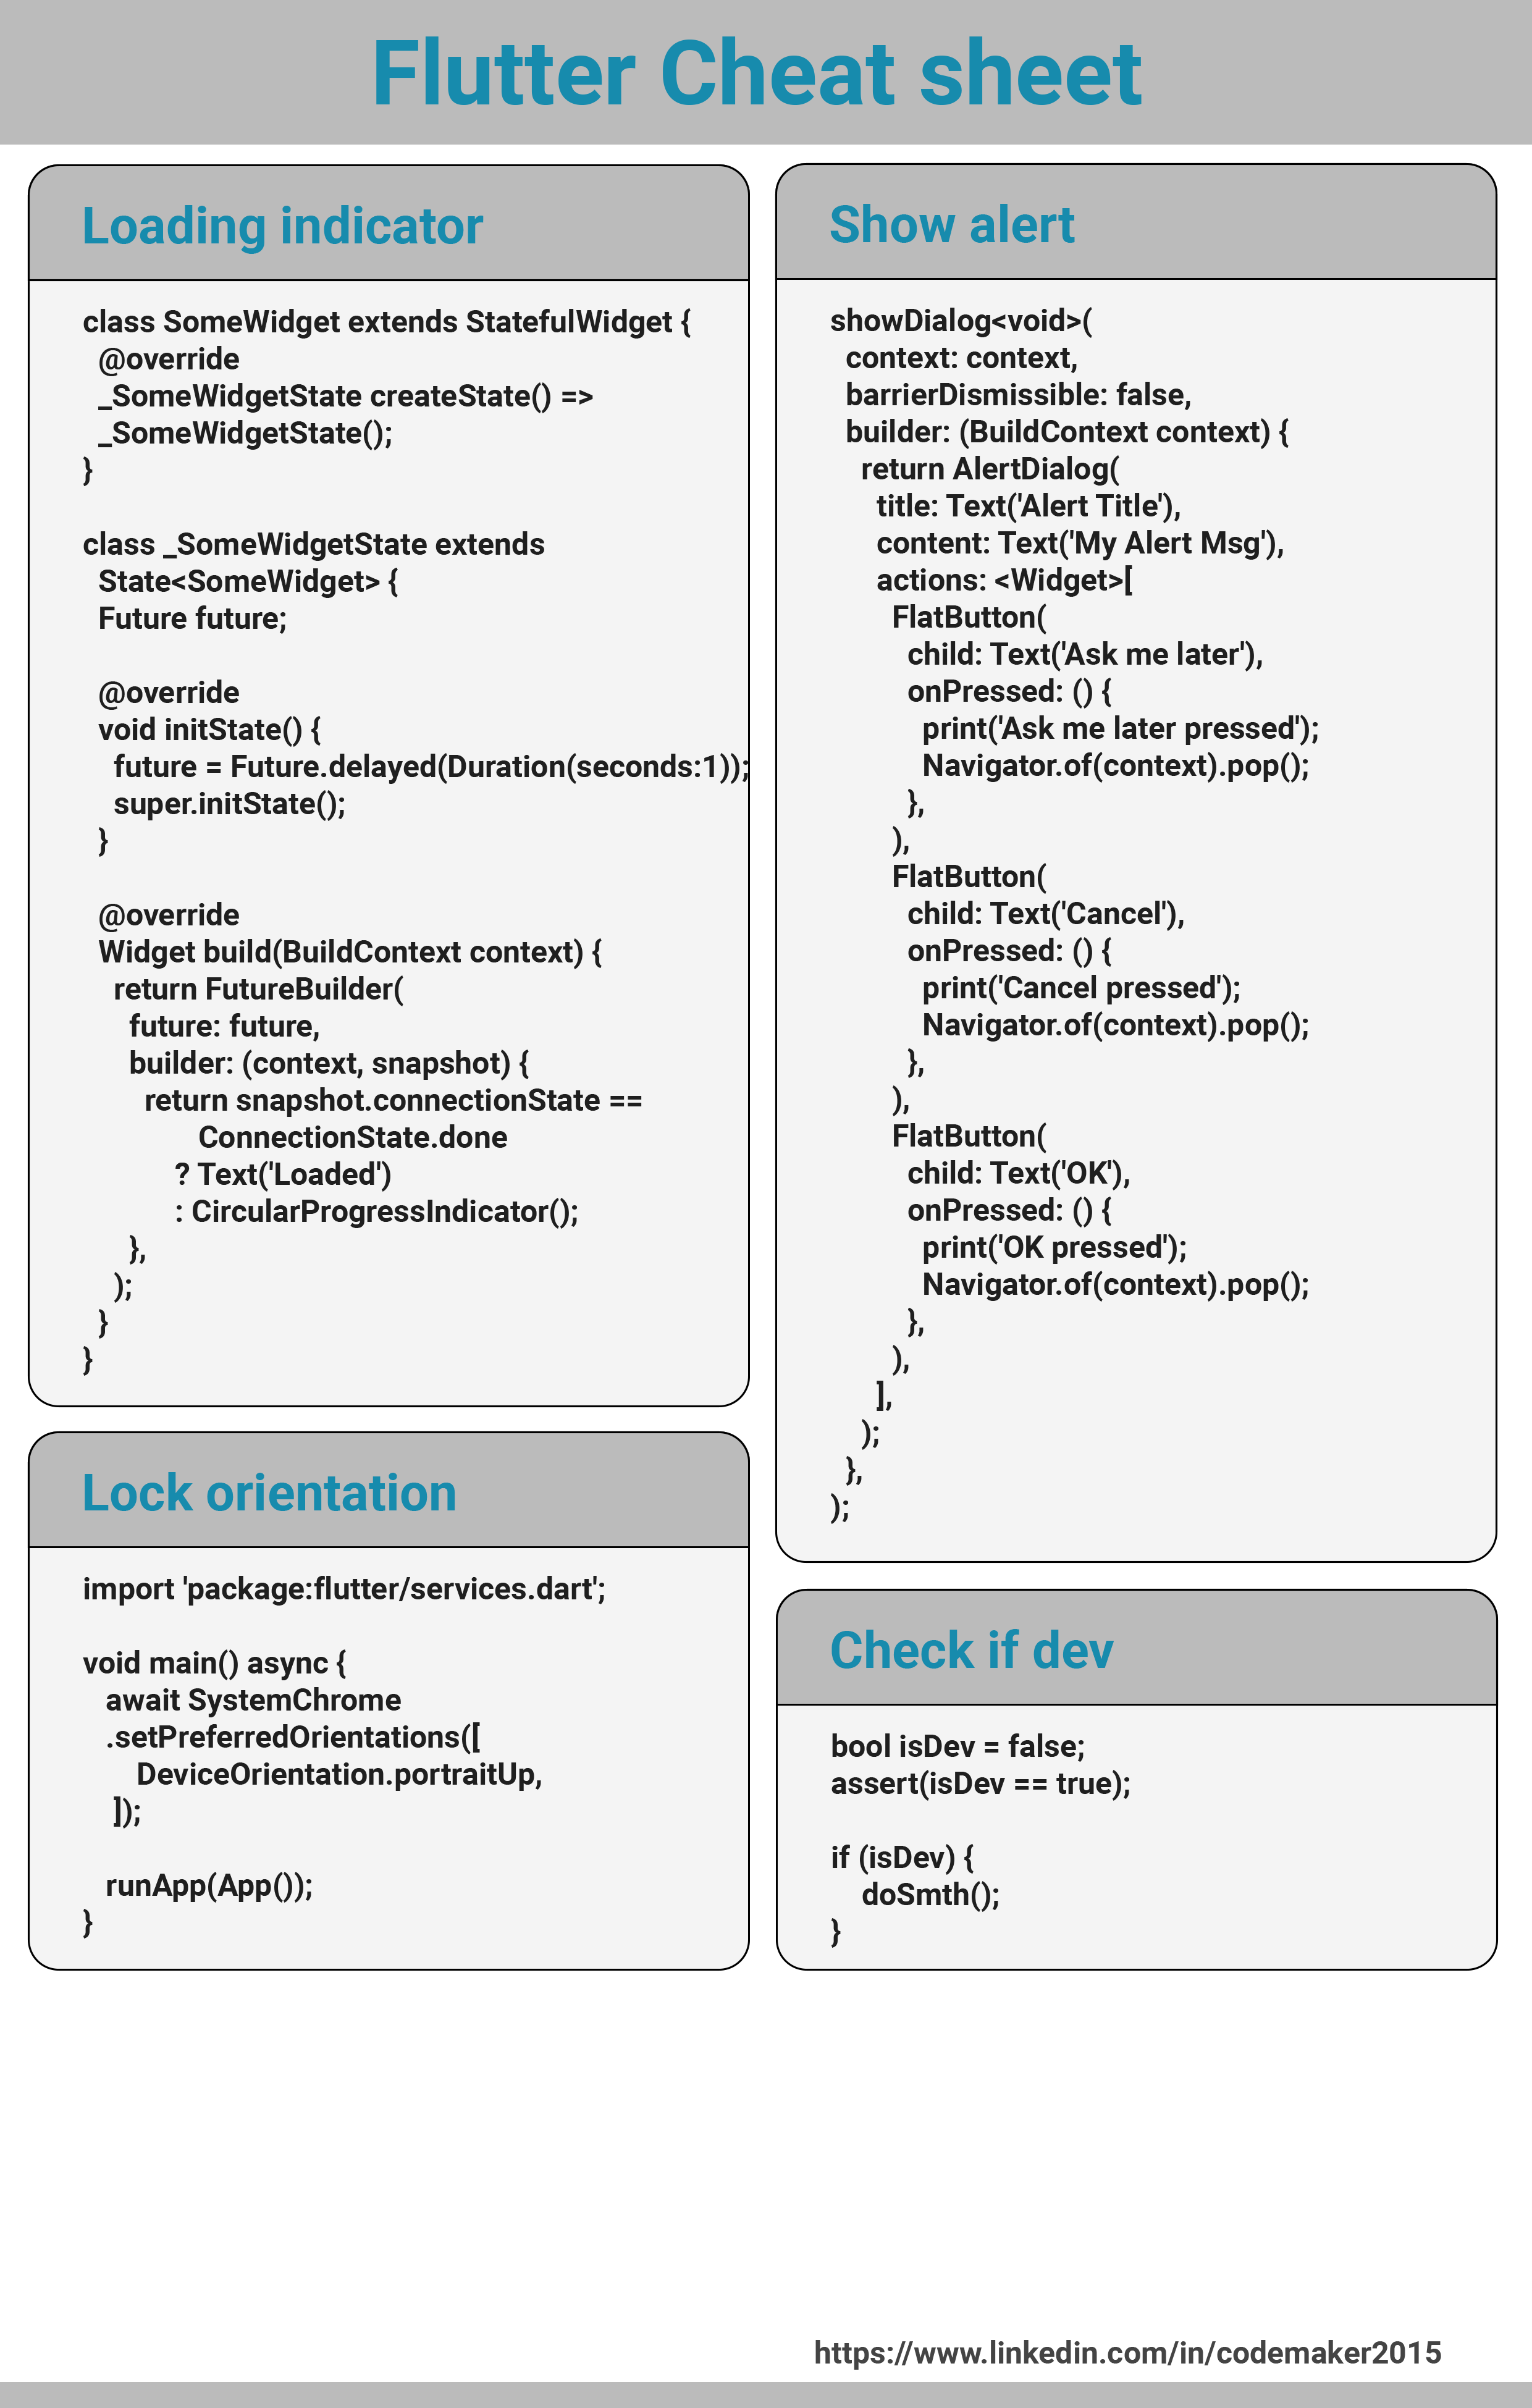 Flutter Cheat sheet
Loading indicator
class SomeWidget extends StatefulWidget {
  @override
  _SomeWidgetState createState() =>
  _SomeWidgetState();
}

class _SomeWidgetState extends
  State<SomeWidget> {
  Future future;

  @override
  void initState() {
    future = Future.delayed(Duration(seconds:1));
    super.initState();
  }

  @override
  Widget build(BuildContext context) {
    return FutureBuilder(
      future: future,
      builder: (context, snapshot) {
        return snapshot.connectionState ==
               ConnectionState.done
            ? Text('Loaded')
            : CircularProgressIndicator();
      },
    );
  }
}
Lock orientation
import 'package:flutter/services.dart';

void main() async {
   await SystemChrome
   .setPreferredOrientations([
       DeviceOrientation.portraitUp,
    ]);

   runApp(App());
}
Show alert
showDialog<void>(
  context: context,
  barrierDismissible: false,
  builder: (BuildContext context) {
    return AlertDialog(
      title: Text('Alert Title'),
      content: Text('My Alert Msg'),
      actions: <Widget>[
        FlatButton(
          child: Text('Ask me later'),
          onPressed: () {
            print('Ask me later pressed');
            Navigator.of(context).pop();
          },
        ),
        FlatButton(
          child: Text('Cancel'),
          onPressed: () {
            print('Cancel pressed');
            Navigator.of(context).pop();
          },
        ),
        FlatButton(
          child: Text('OK'),
          onPressed: () {
            print('OK pressed');
            Navigator.of(context).pop();
          },
        ),
      ],
    );
  },
);
Check if dev
bool isDev = false;
assert(isDev == true);

if (isDev) {
    doSmth();
}
https://www.linkedin.com/in/codemaker2015